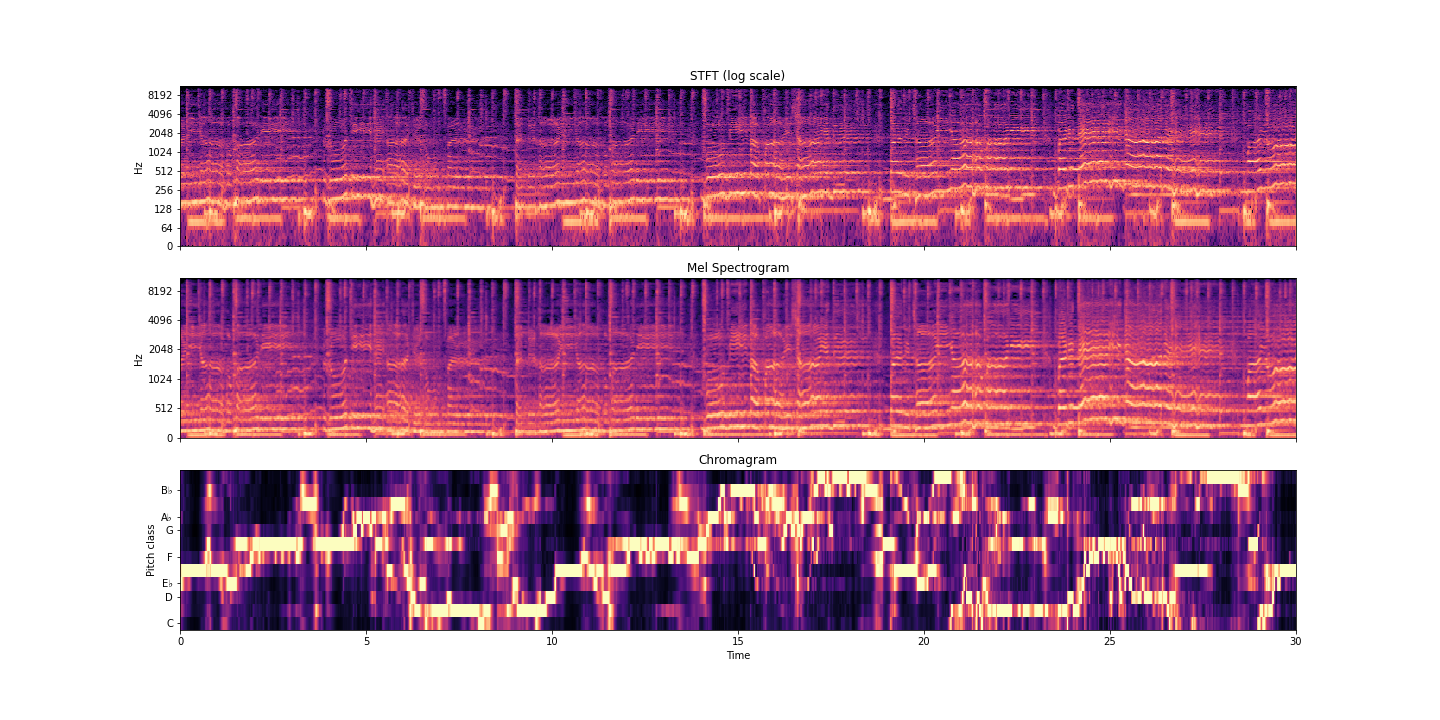 STFT (log scale)
8192
4096
2048
1024
512
256
128
64
0
Hz
Mel Spectrogram
8192
4096
2048
1024
512
0
Hz
Chromagram
B♭
A♭
G
F
E♭
D
C
Pitch class
0 5 10 15 20 25 30
Time